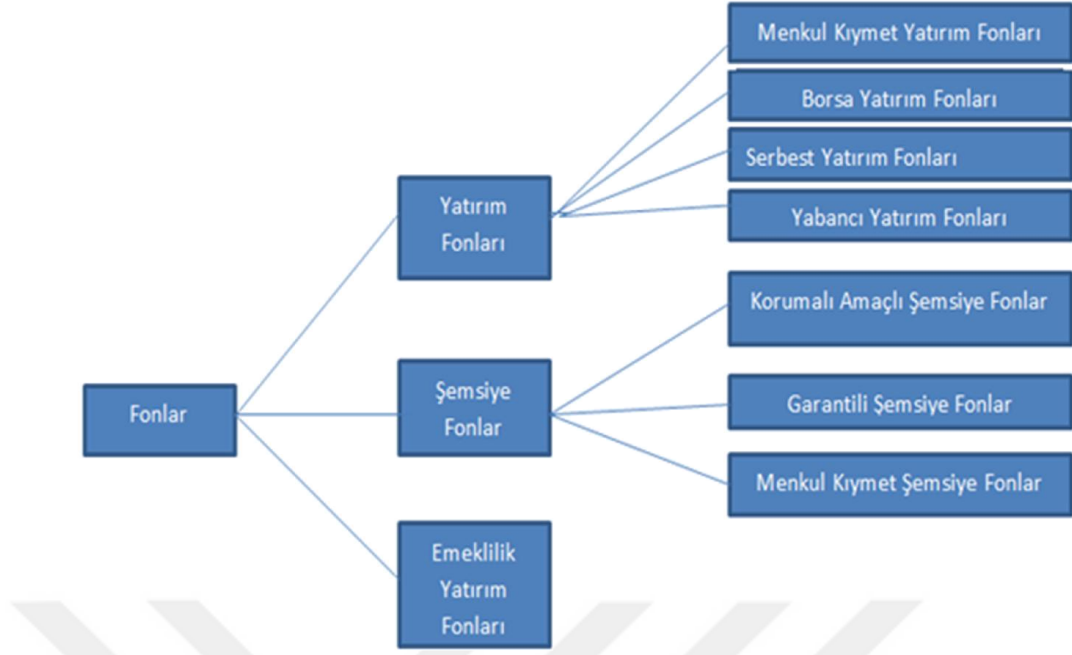 Menkul Kıymet Yatırım Fonları
Borsa Yatırım Fonları
Serbest Yatırım Fonları
Yatırım
Fonları
Yabancı Yatırım Fonları
Korumalı Amaçlı Şemsiye Fonlar
Fonlar
Şemsiye
Fonlar
Garantili Şemsiye Fonlar
Menkul Kıymet Şemsiye Fonlar
Emeklilik
Yatırım
Fonları